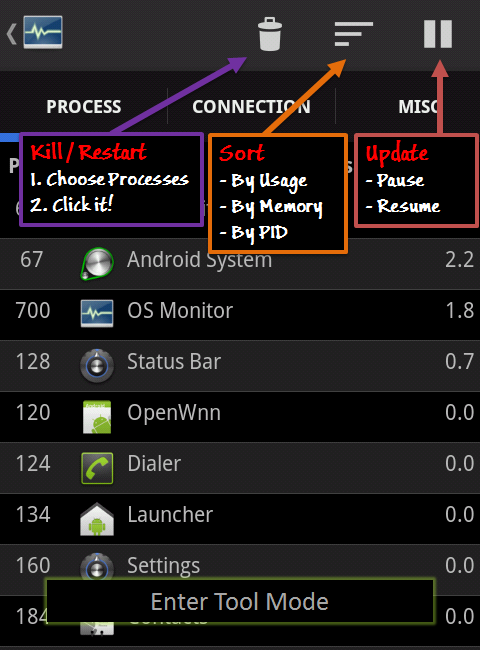 PROCESS CONNECTION MISC
Kill / Restart
1. Choose Processes
2. Click it!
Sort
- By Usage
- By Memory
- By PID
Update
- Pause
- Resume
67 Android System 2.2
700 OS Monitor 1.8
128 Status Bar 0.7
120 OpenWnn 0.0
124 Dialer 0.0
134 Launcher 0.0
160 Settings 0.0
184 Contacts 0.0
Enter Tool Mode